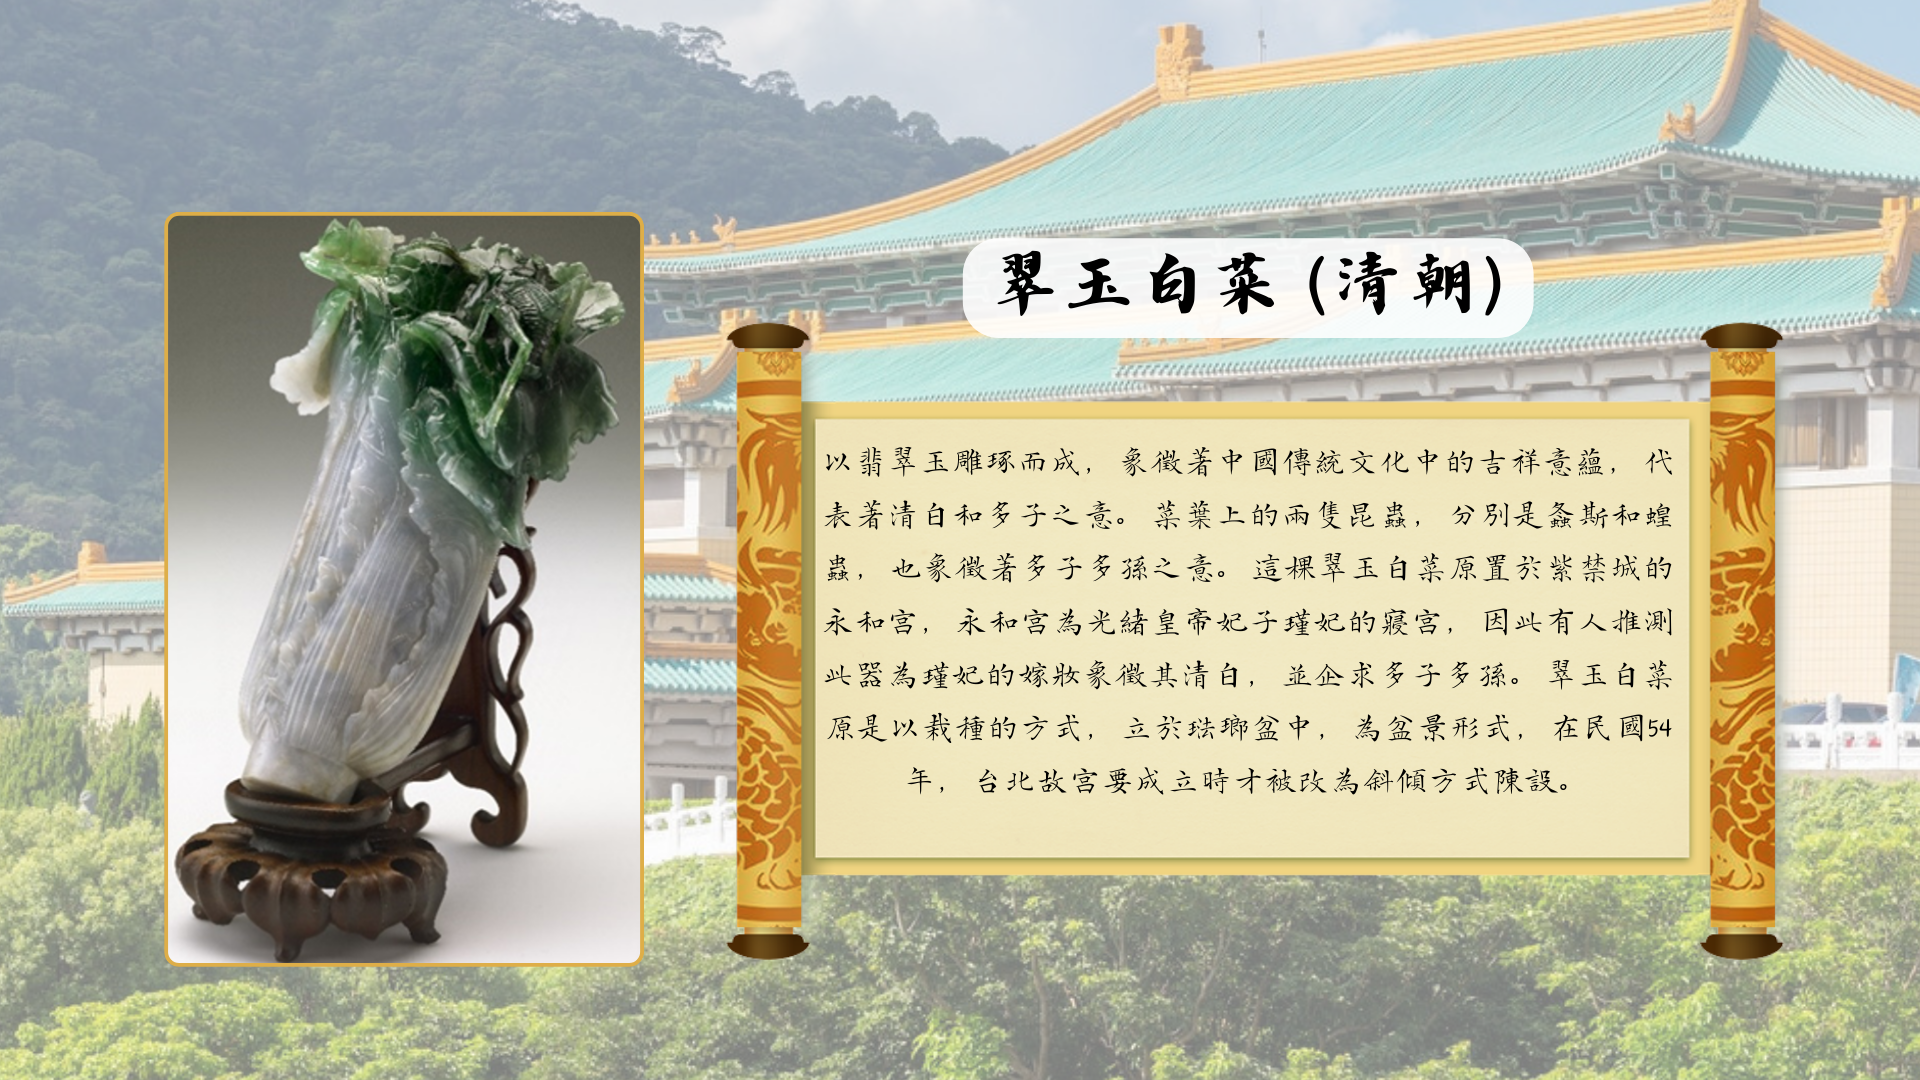 翠玉白菜 (清朝)
以翡翠玉雕琢而成，象徵著中國傳統文化中的吉祥意蘊，代
表著清白和多子之意。菜葉上的兩隻昆蟲，分別是螽斯和蝗
蟲，也象徵著多子多孫之意。這棵翠玉白菜原置於紫禁城的
永和宮，永和宮為光緒皇帝妃子瑾妃的寢宮，因此有人推測
此器為瑾妃的嫁妝象徵其清白，並企求多子多孫。翠玉白菜
原是以栽種的方式，立於琺瑯盆中，為盆景形式，在民國54
年，台北故宮要成立時才被改為斜傾方式陳設。